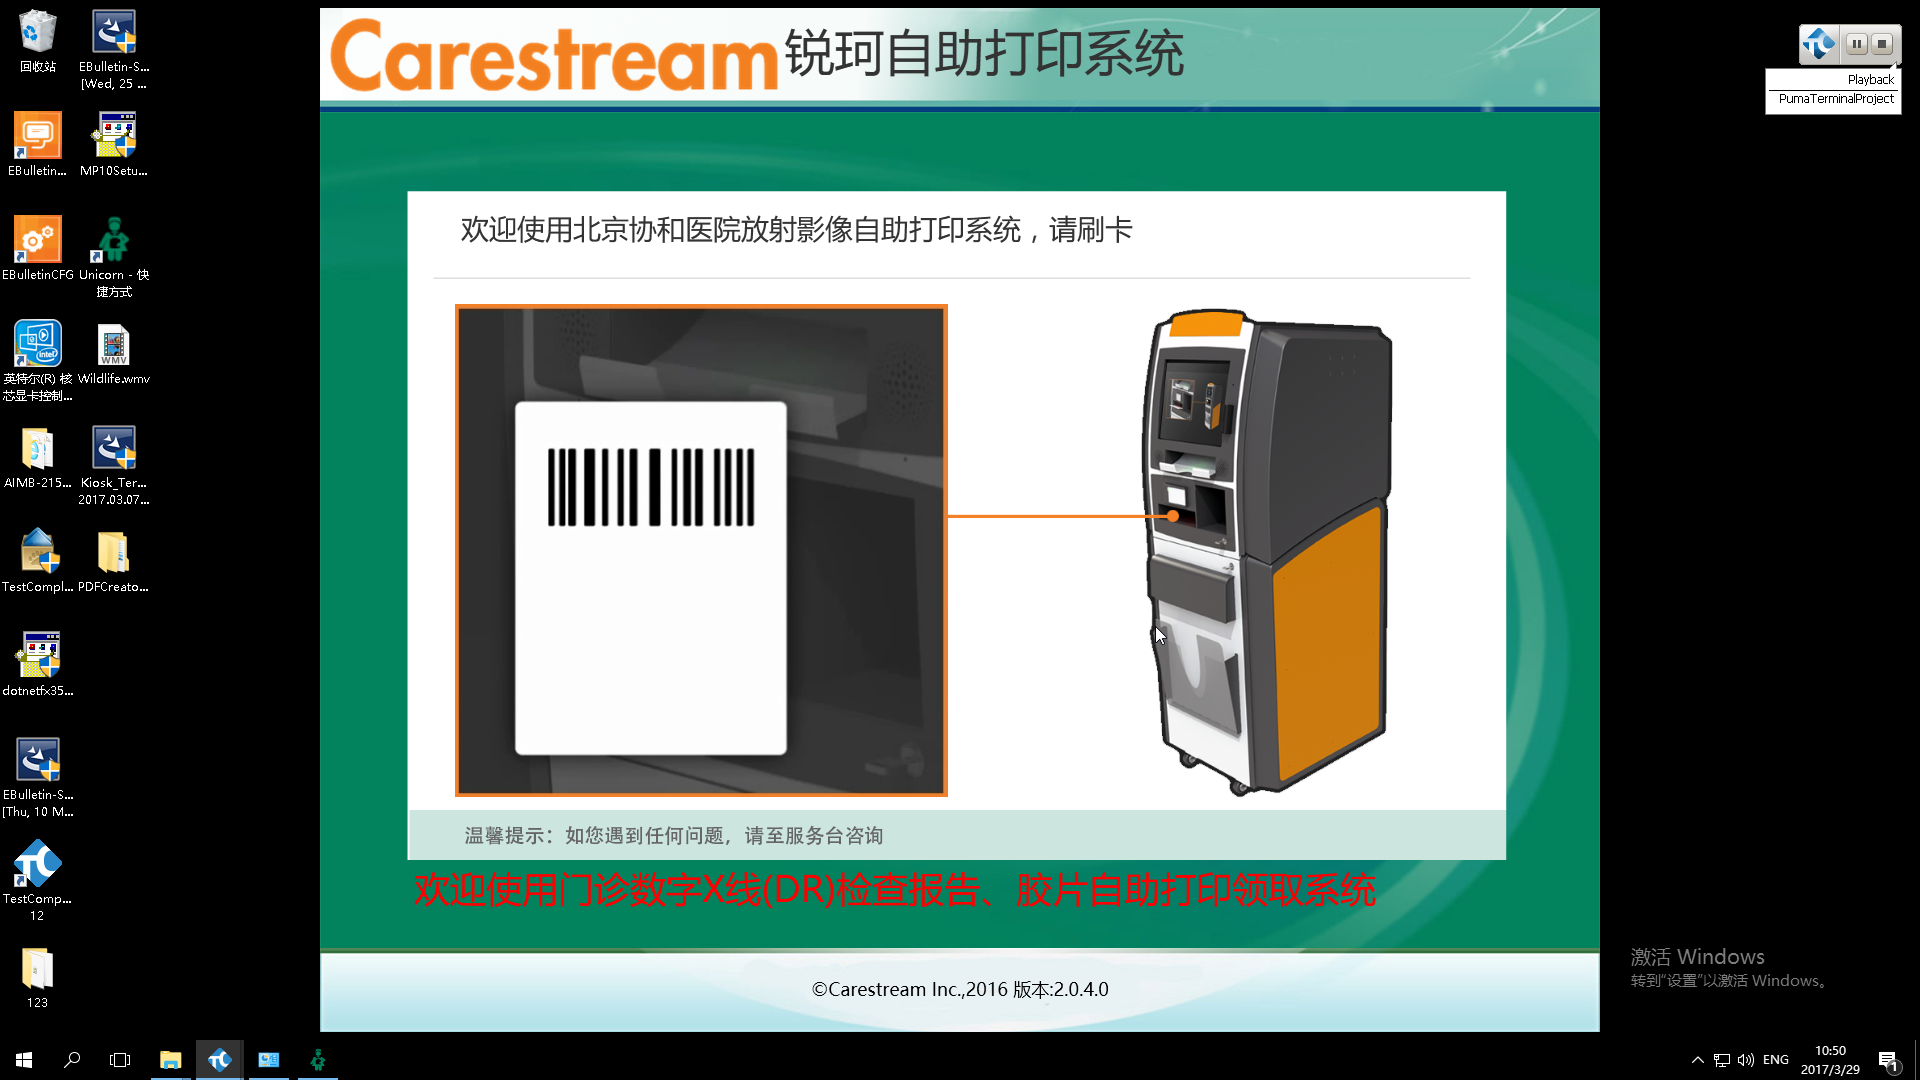 回收站
EBulletin-S...
[Wed, 25 ...
EBulletin...
MP10Setu...
EBulletinCFG
Unicorn - 快
捷方式
英特尔(R) 核
芯显卡控制...
WMV
Wildlife.wmv
AIMB-215...
Kiosk_Ter...
2017.03.07...
TestCompl...
PDFCreato...
dotnetfx35...
EBulletin-S...
[Thu, 10 M...
TestComp...
12
123
Carestream 锐珂自助打印系统
欢迎使用北京协和医院放射影像自助打印系统，请刷卡
温馨提示：如您遇到任何问题，请至服务台咨询
欢迎使用门诊数字X线(DR)检查报告、胶片自助打印领取系统
©Carestream Inc.,2016 版本:2.0.4.0
Playback
PumaTerminalProject
激活 Windows
转到"设置"以激活 Windows。
ENG
10:50
2017/3/29
1